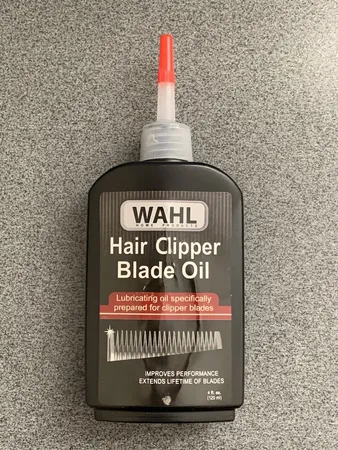 WAHL
HOME PRODUCTS
Hair Clipper
Blade Oil
Lubricating oil specifically
prepared for clipper blades
IMPROVES PERFORMANCE
EXTENDS LIFETIME OF BLADES
4 fl. oz.
(120 ml)